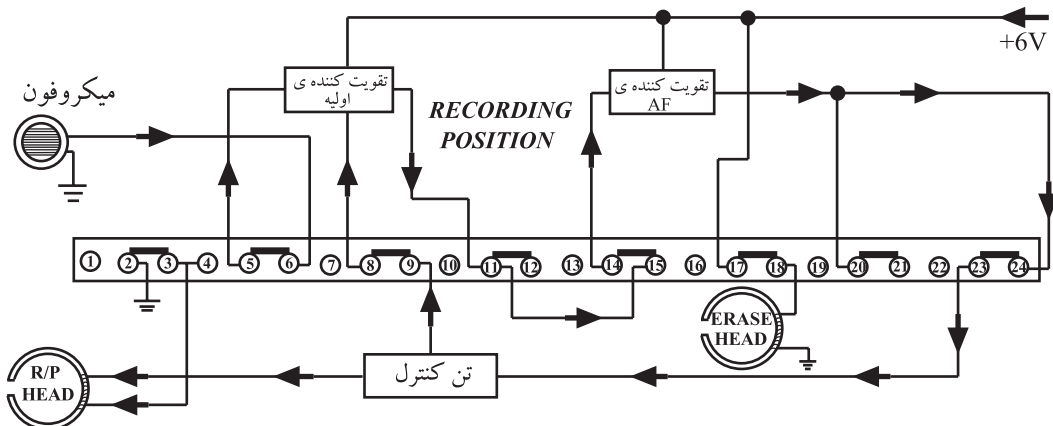 +6V
میکروفون
تقویت کننده ی
اولیه
RECORDING
POSITION
تقویت کننده ی
AF
1 2 3 4 5 6 7 8 9 10 11 12 13 14 15 16 17 18 19 20 21 22 23 24
ERASE
HEAD
R/P
HEAD
تن کنترل